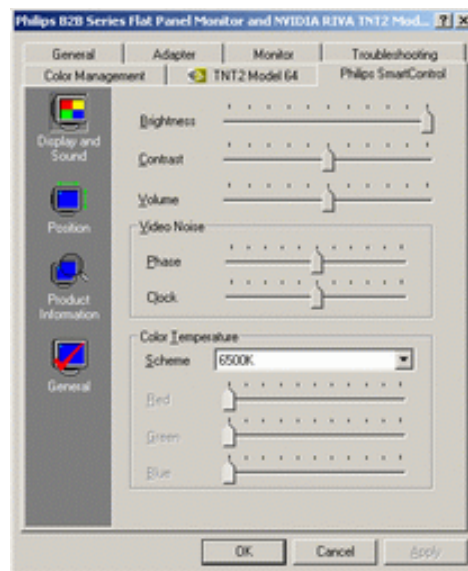 Philips B2B Series Flat Panel Monitor and NVIDIA RIVA TNT2 Mod...
General Adapter Monitor Troubleshooting
Color Management TNT2 Model 64 Philips SmartControl
Display and
Sound
Position
Product
Information
General
Brightness
Contrast
Volume
Video Noise
Phase
Clock
Color Temperature
Scheme 6500K
Red
Green
Blue
OK Cancel Apply